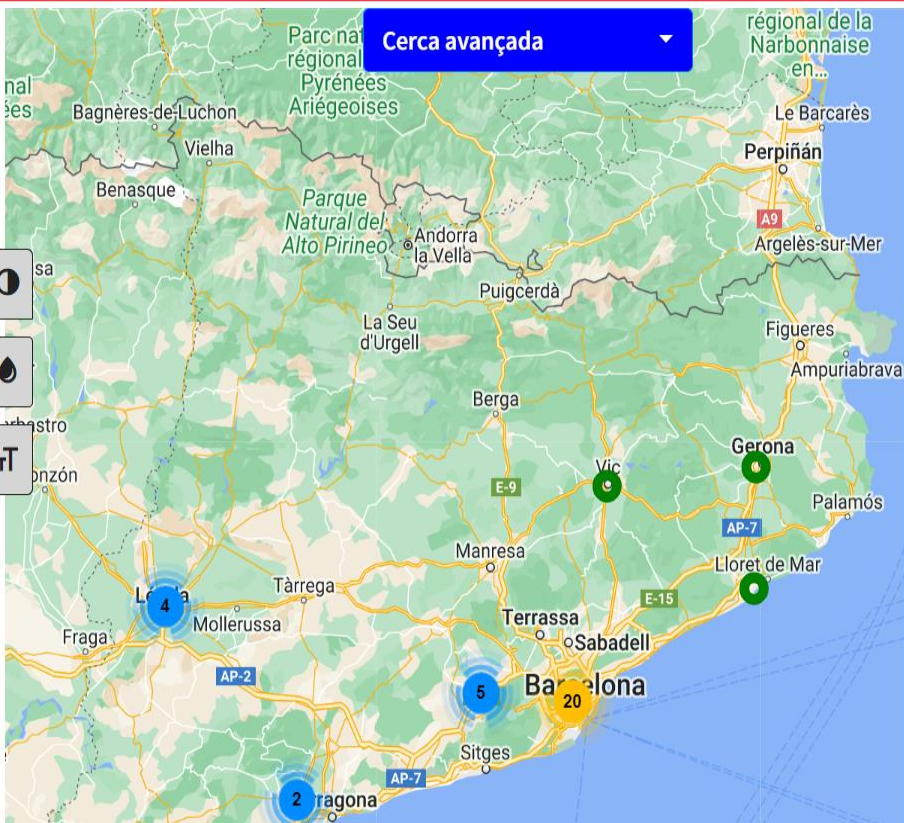 Parc nat
régional
Pyrénées
Ariégeoises
Cerca avançada
régional de la
Narbonnaise
en...
Bagnères-de-Luchon
Le Barcarès
Vielha
Perpiñán
Benasque
Parque
Natural del
Alto Pirineo
A9
Andorra
la Vella
Argelès-sur-Mer
Puigcerdà
La Seu
d'Urgell
Figueres
Ampuriabrava
Berga
Gerona
Vic
E-9
Palamós
AP-7
Manresa
Lloret de Mar
Tàrrega
E-15
4
Mollerussa
Terrassa
Fraga
Sabadell
AP-2
5
20
Sitges
AP-7
2
ragona